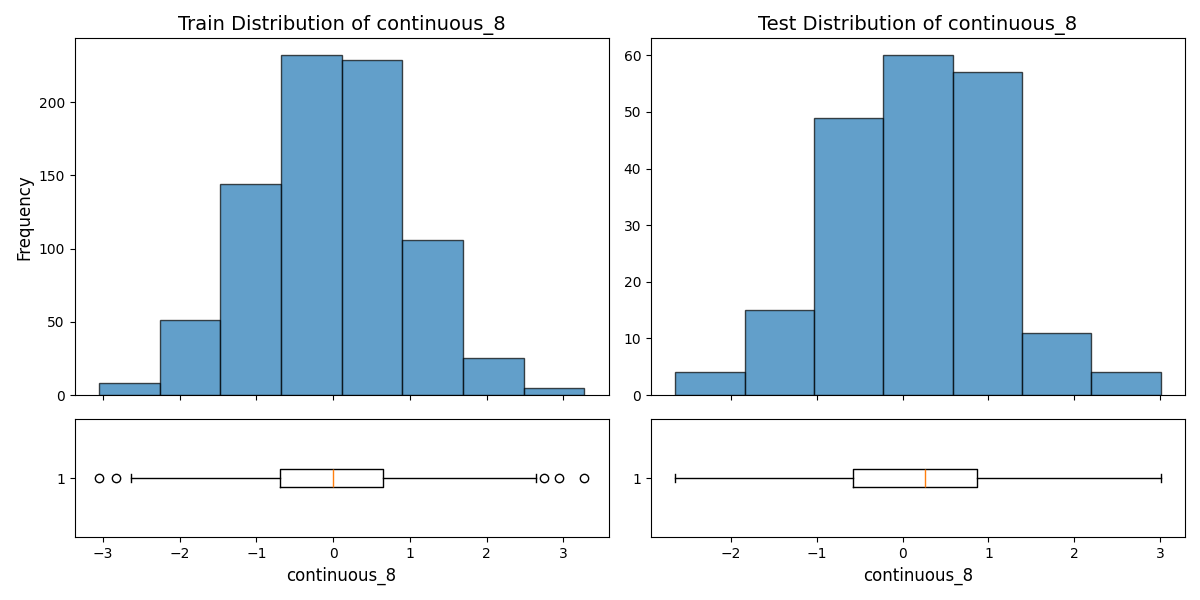 Train Distribution of continuous_8
Test Distribution of continuous_8
Frequency
200
150
100
50
0
60
50
40
30
20
10
0
1
1
−3 −2 −1 0 1 2 3
−2 −1 0 1 2 3
continuous_8
continuous_8